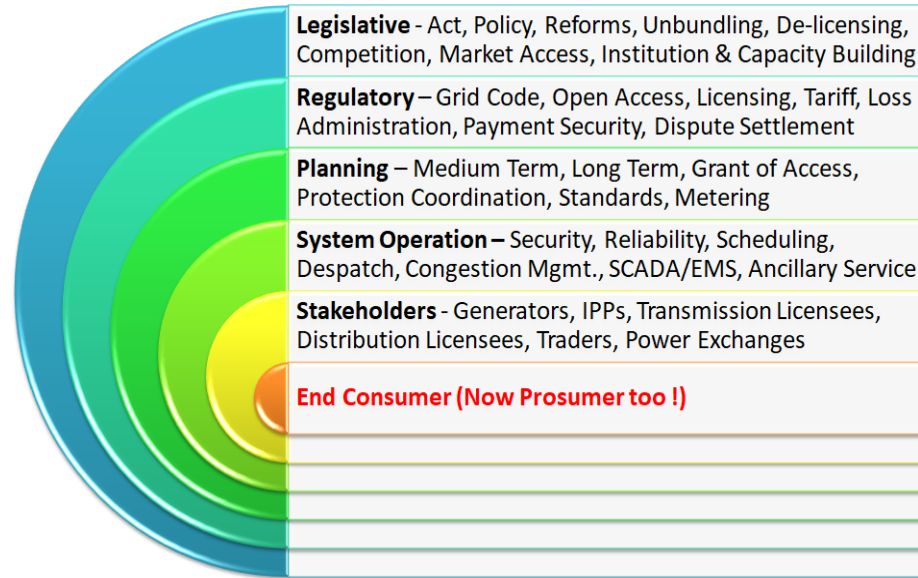 Legislative - Act, Policy, Reforms, Unbundling, De-licensing,
Competition, Market Access, Institution & Capacity Building
Regulatory – Grid Code, Open Access, Licensing, Tariff, Loss
Administration, Payment Security, Dispute Settlement
Planning – Medium Term, Long Term, Grant of Access,
Protection Coordination, Standards, Metering
System Operation – Security, Reliability, Scheduling,
Despatch, Congestion Mgmt., SCADA/EMS, Ancillary Service
Stakeholders - Generators, IPPs, Transmission Licensees,
Distribution Licensees, Traders, Power Exchanges
End Consumer (Now Prosumer too !)